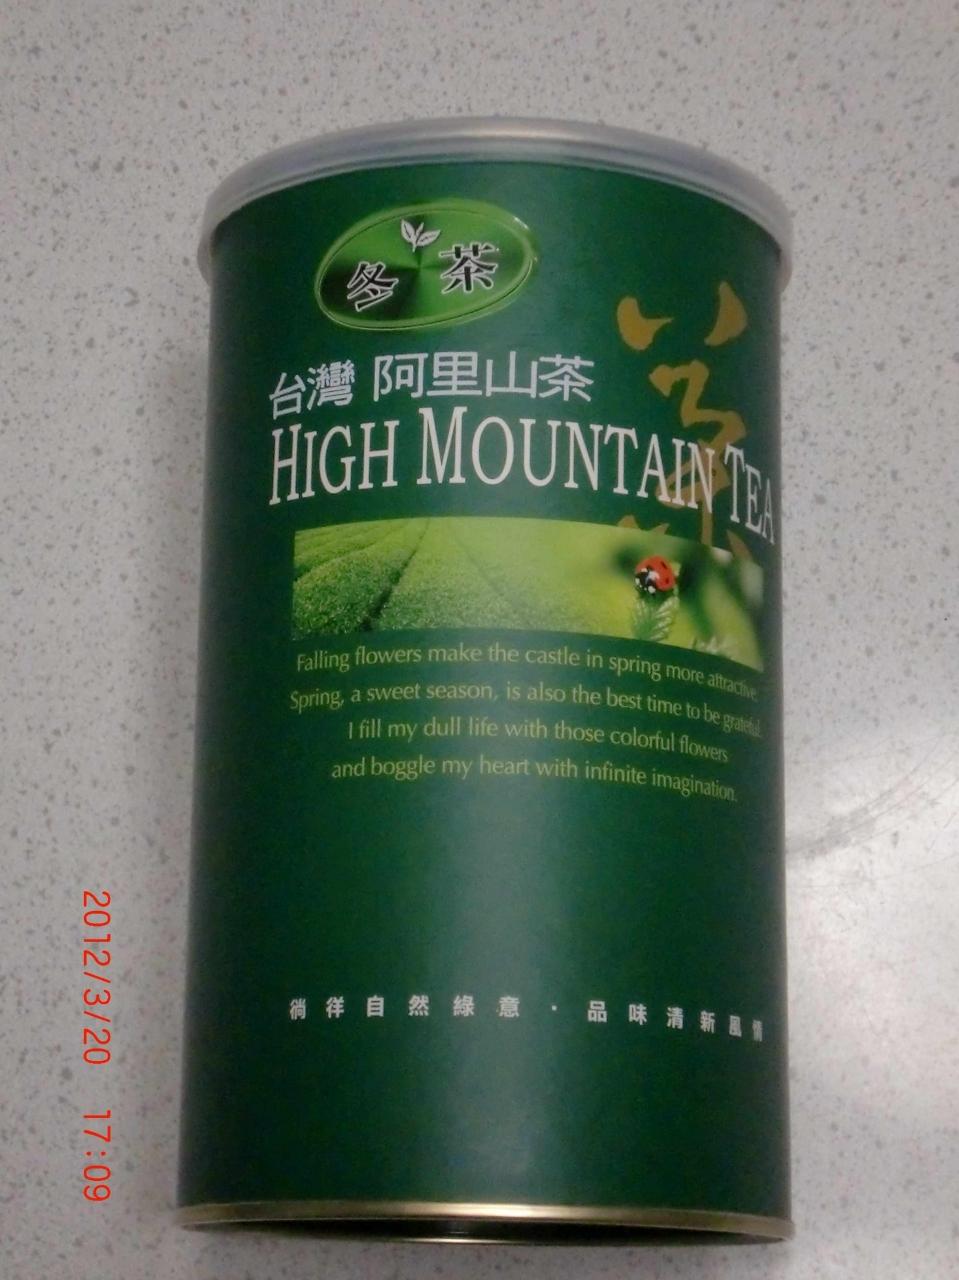 冬茶
台灣 阿里山茶
HIGH MOUNTAIN TEA
茶
Falling flowers make the castle in spring more attractive.
Spring, a sweet season, is also the best time to be grateful.
I fill my dull life with those colorful flowers
and boggle my heart with infinite imagination.
徜徉自然綠意·品味清新風情
2012/3/20 17:09